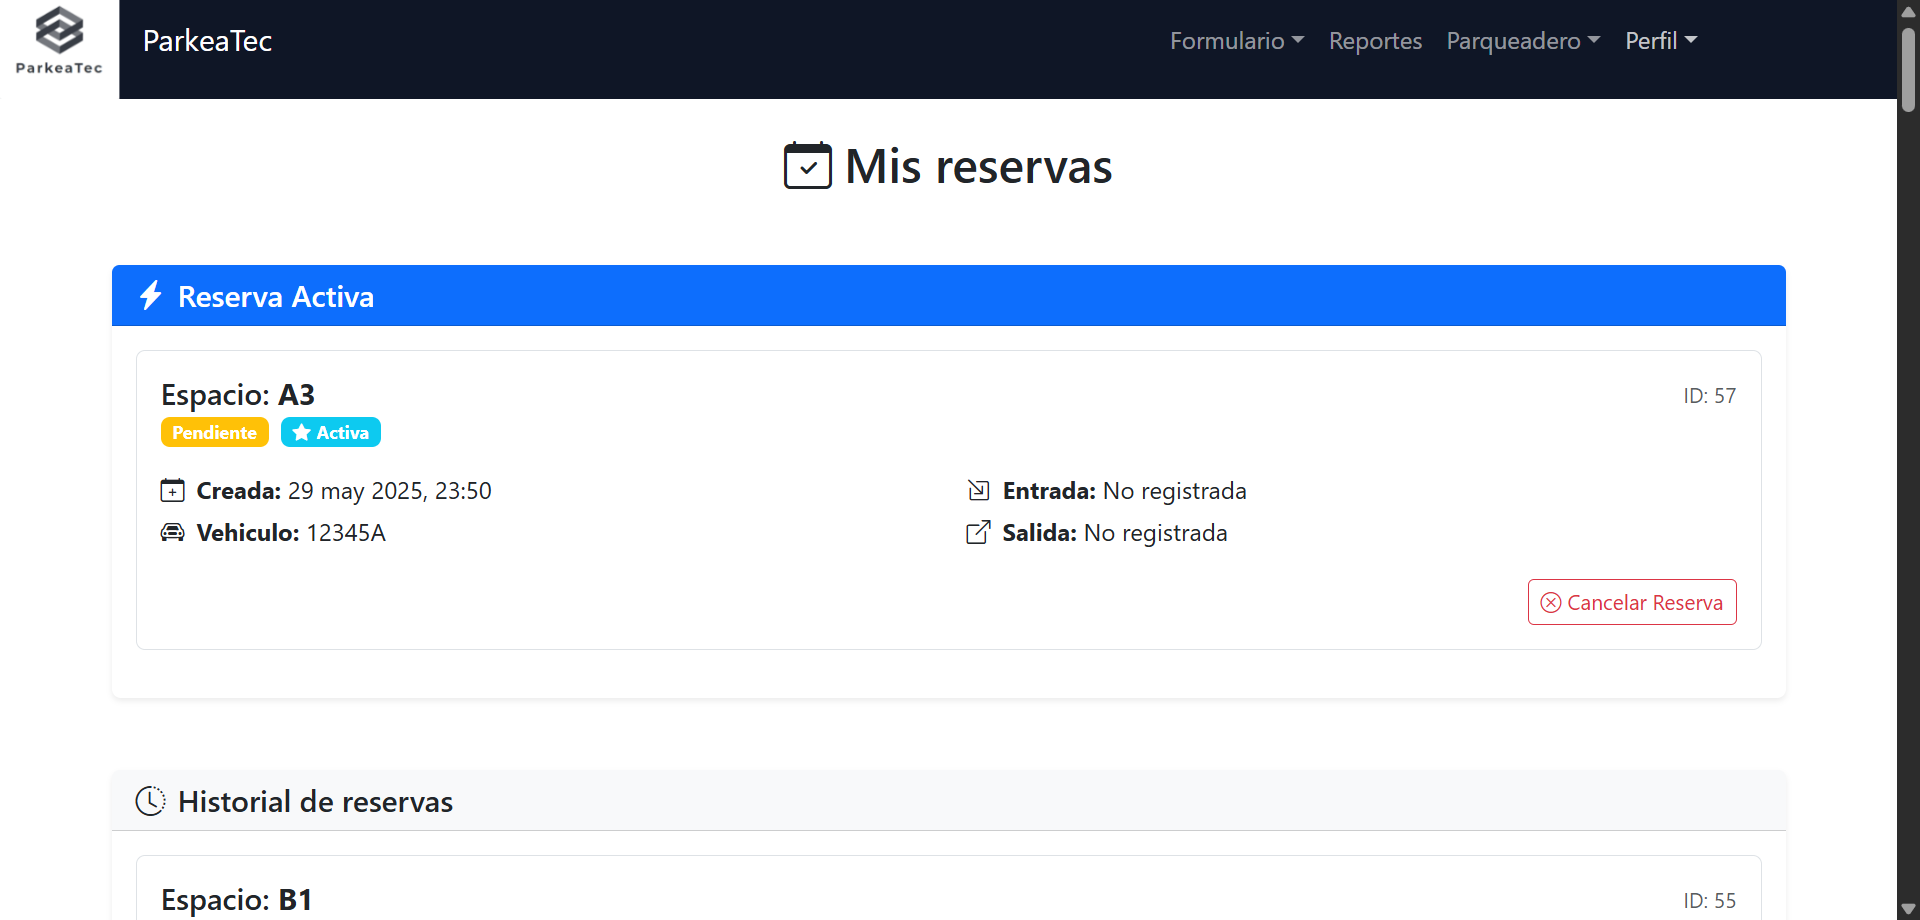 ParkeaTec
ParkeaTec
Formulario Reportes Parqueadero Perfil
Mis reservas
Reserva Activa
Espacio: A3
ID: 57
Pendiente Activa
Creada: 29 may 2025, 23:50
Entrada: No registrada
Vehiculo: 12345A
Salida: No registrada
Cancelar Reserva
Historial de reservas
Espacio: B1
ID: 55